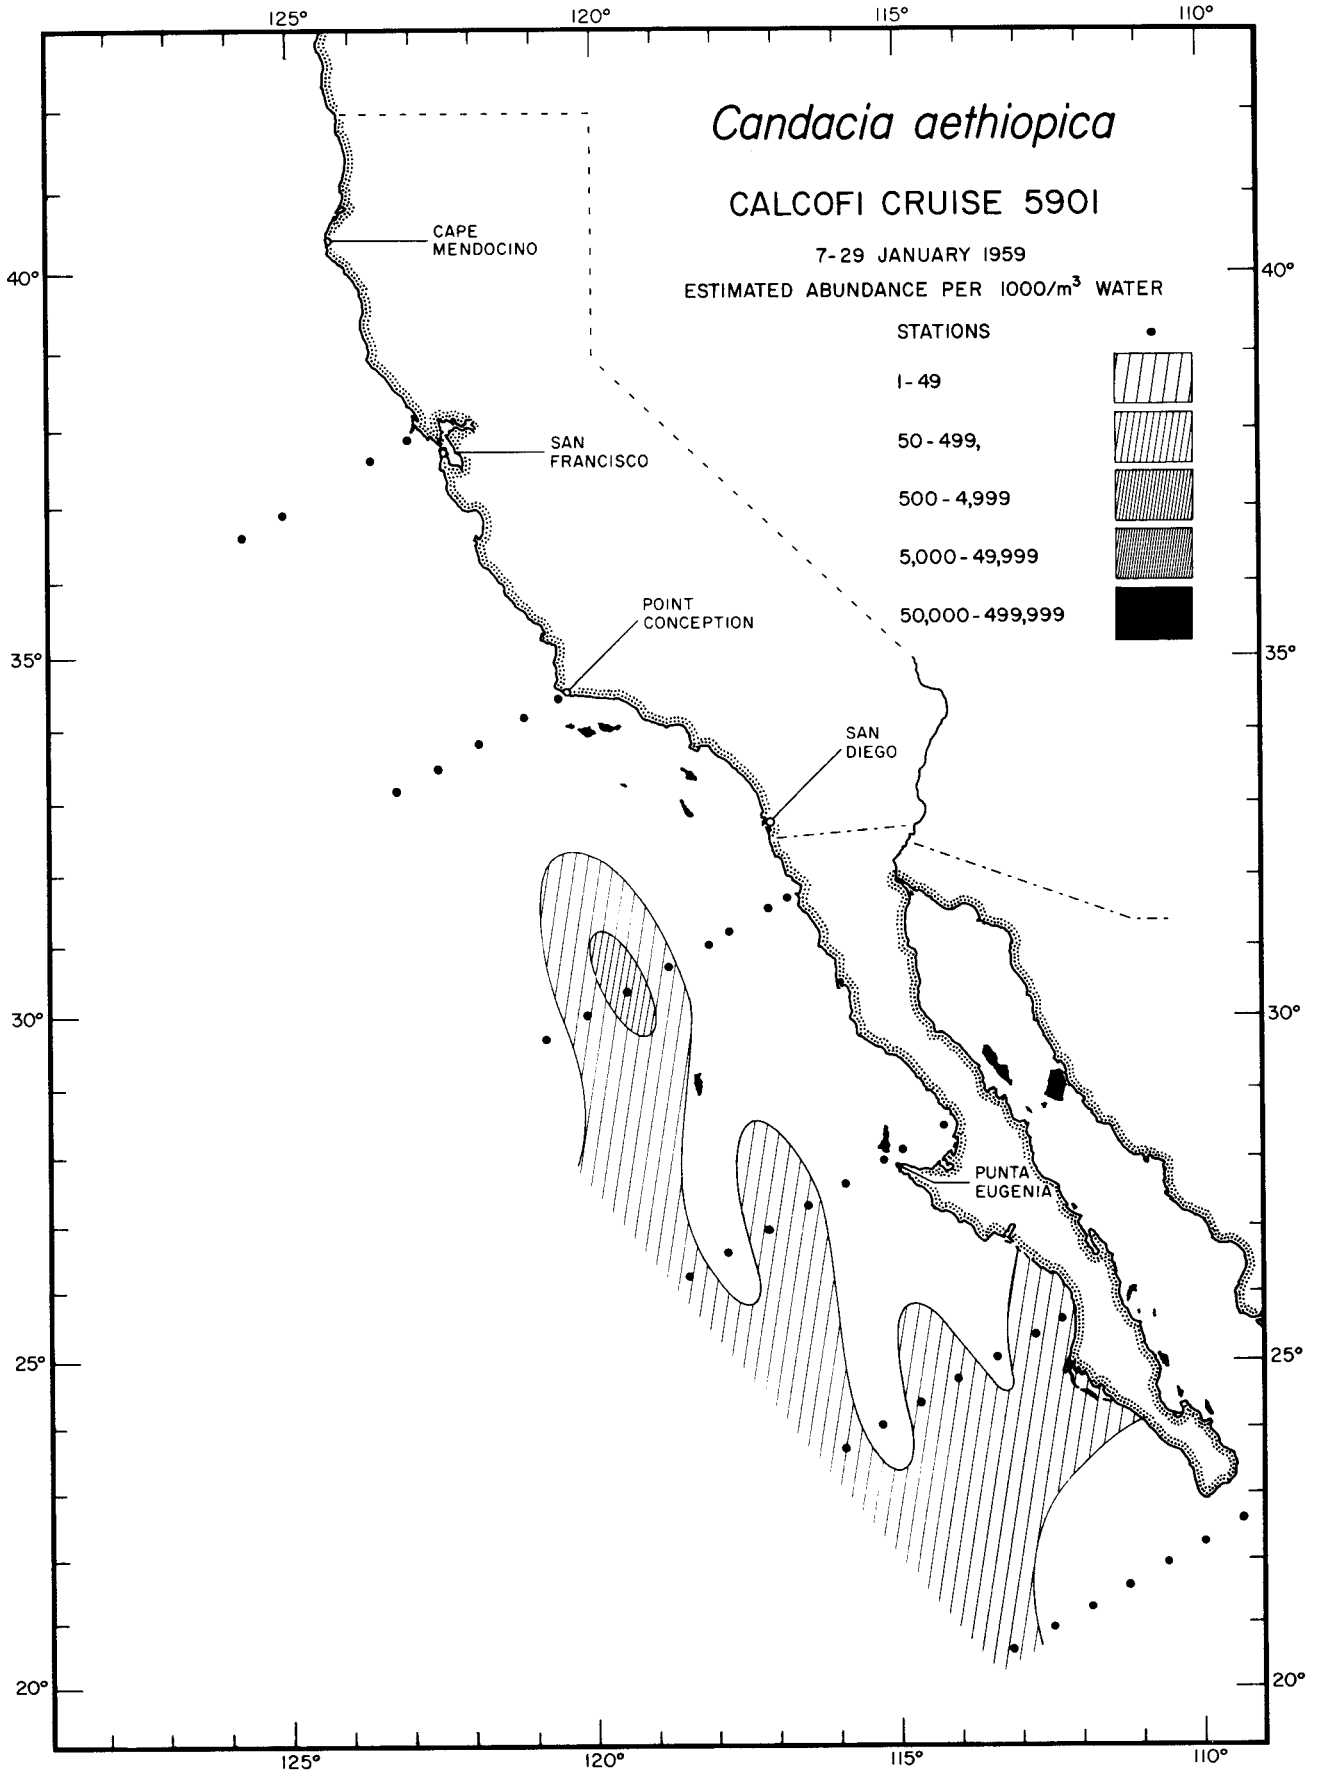 125°
120°
115°
110°
Candacia aethiopica
CALCOFI CRUISE 5901
7-29 JANUARY 1959
ESTIMATED ABUNDANCE PER 1000/m³ WATER
STATIONS
1-49
50-499,
500-4,999
5,000-49,999
50,000-499,999
CAPE
MENDOCINO
40°
40°
SAN
FRANCISCO
POINT
CONCEPTION
35°
35°
SAN
DIEGO
30°
30°
PUNTA
EUGENIA
25°
25°
20°
20°
125°
120°
115°
110°